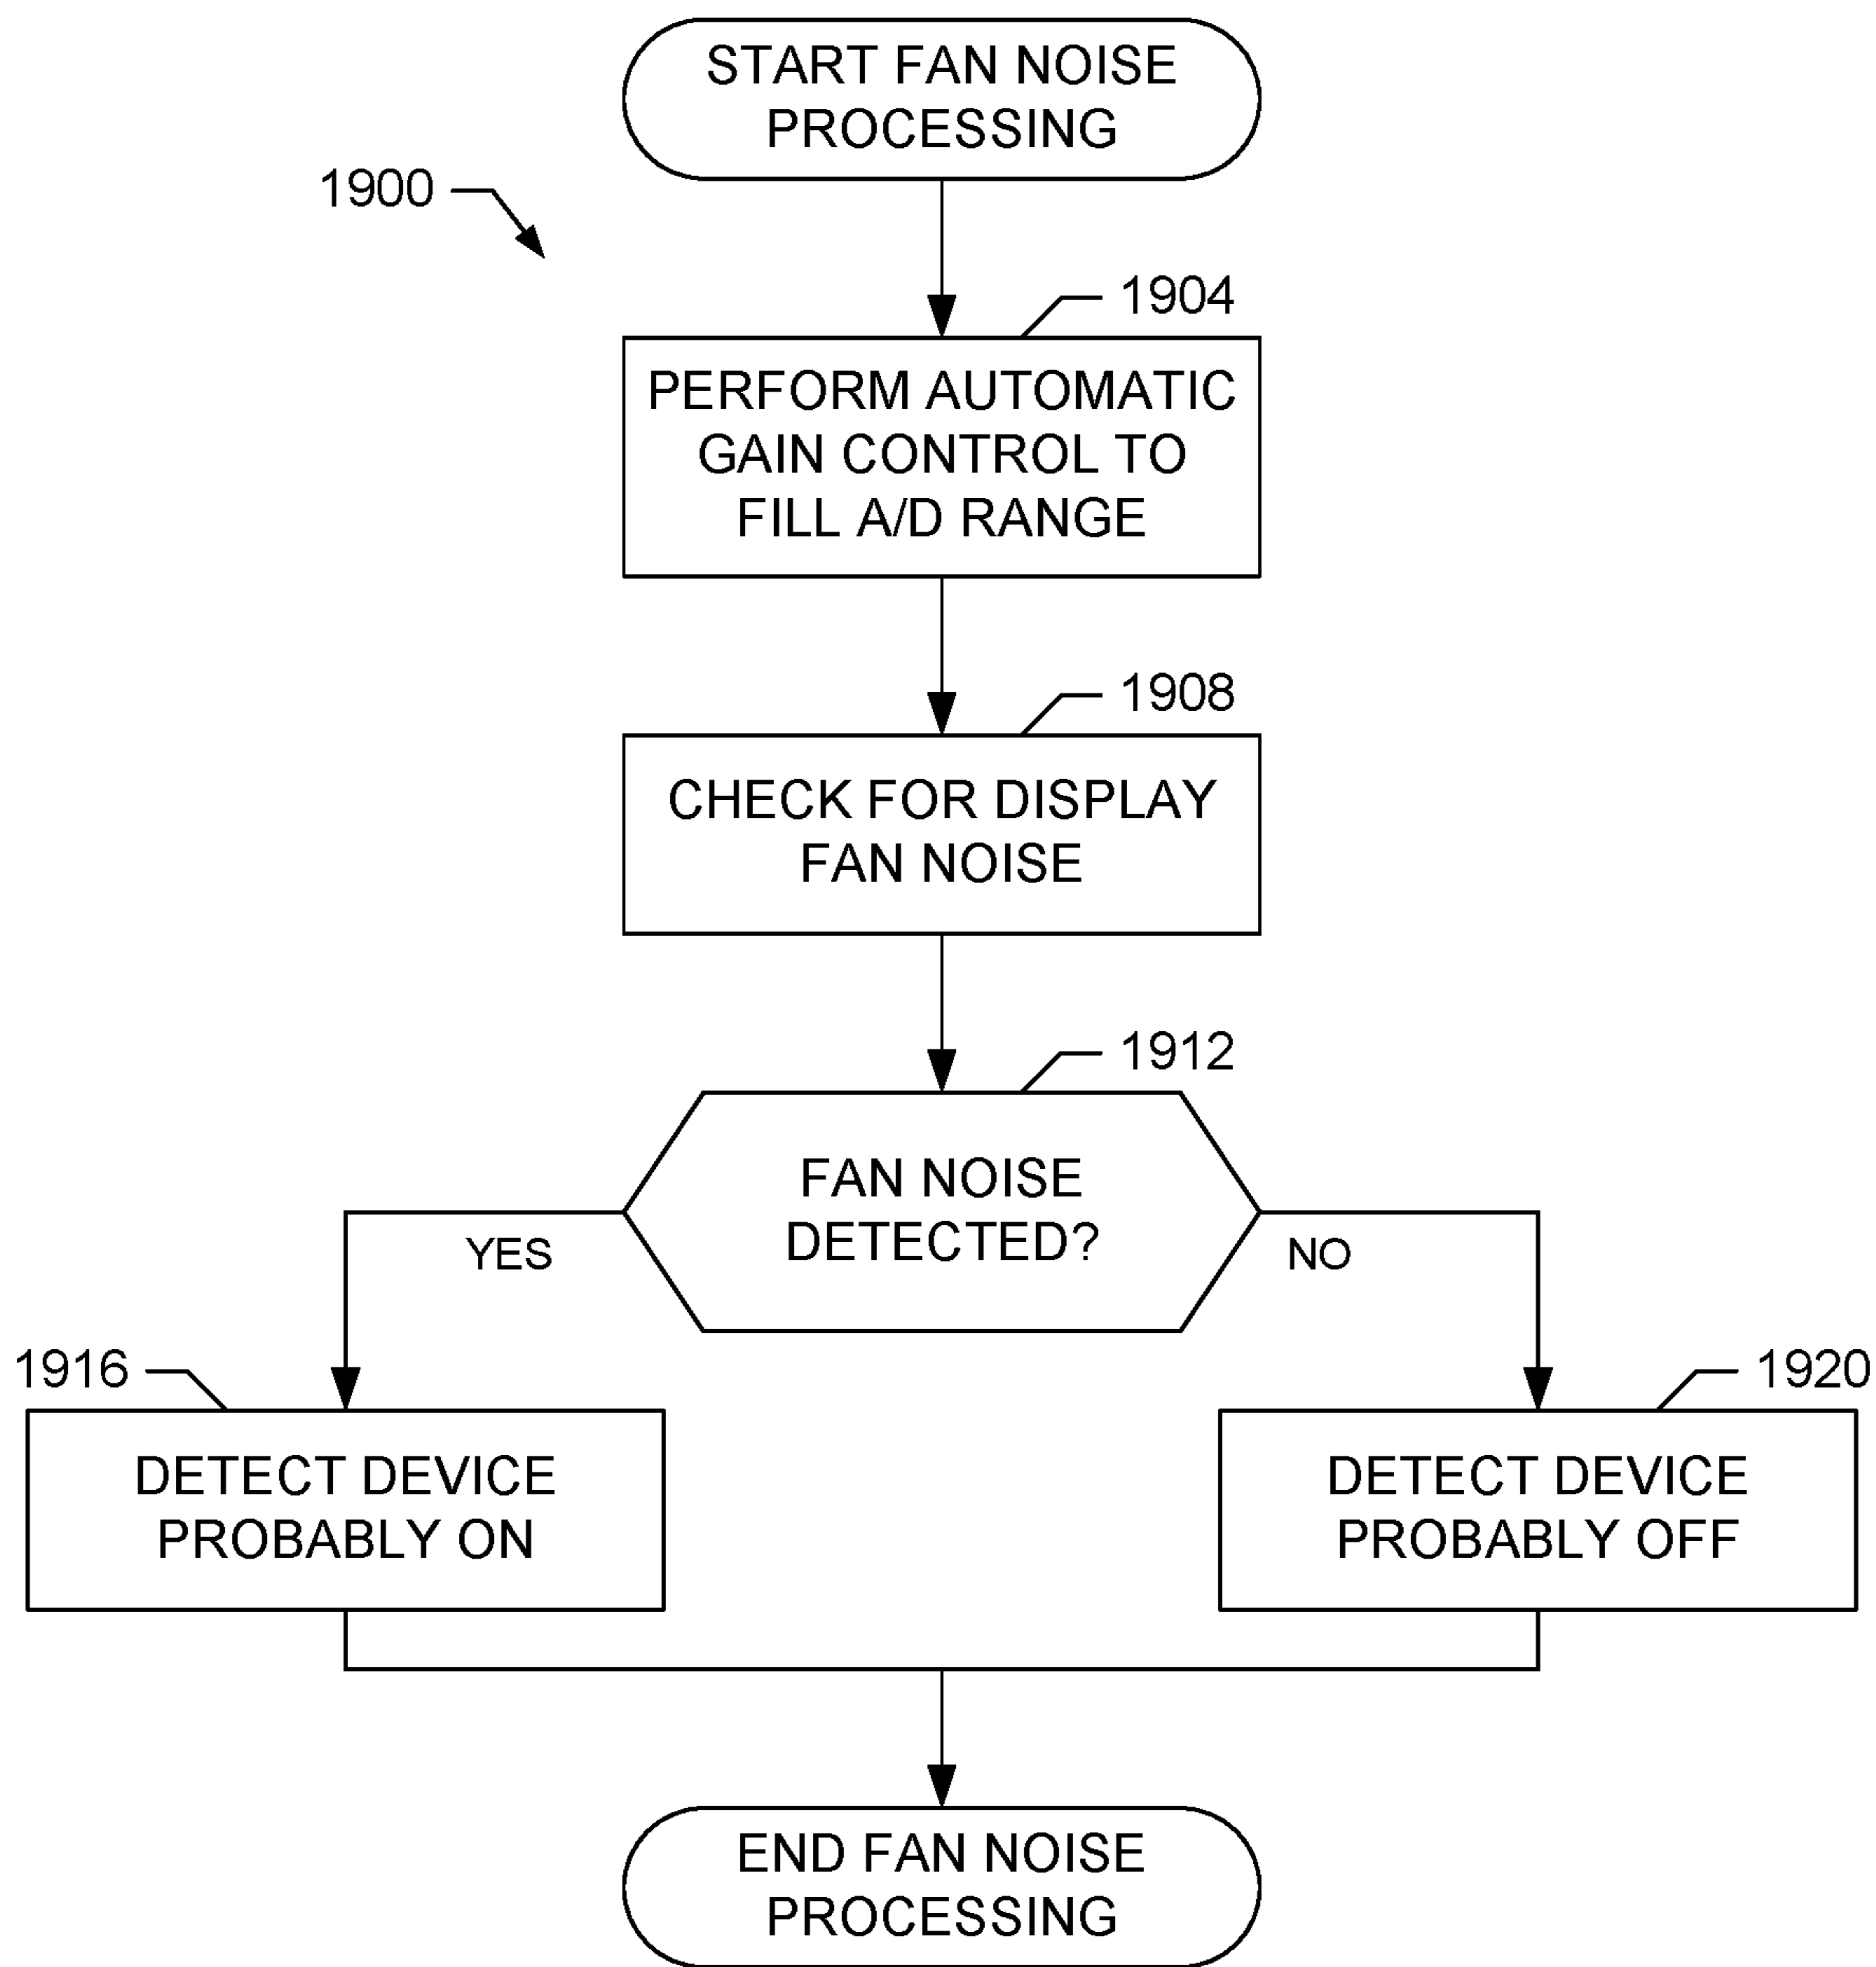 START FAN NOISE
PROCESSING
1900
1904
PERFORM AUTOMATIC
GAIN CONTROL TO
FILL A/D RANGE
1908
CHECK FOR DISPLAY
FAN NOISE
1912
FAN NOISE
DETECTED?
YES
NO
1916
DETECT DEVICE
PROBABLY ON
1920
DETECT DEVICE
PROBABLY OFF
END FAN NOISE
PROCESSING